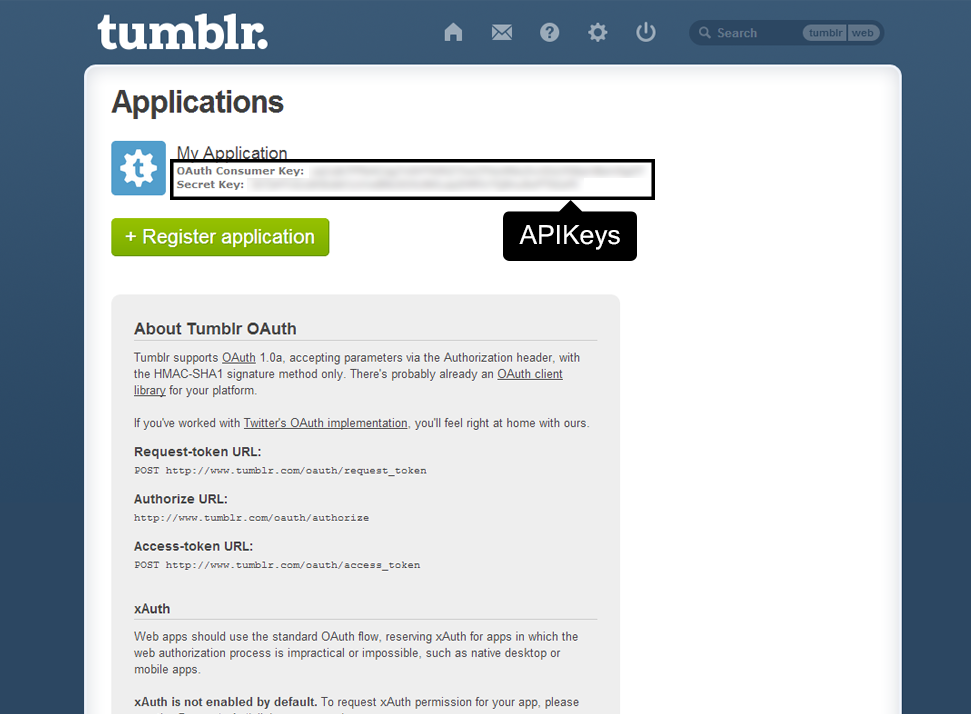 tumblr.
Search
tumblr
web
Applications
My Application
OAuth Consumer Key:
Secret Key:
+ Register application
APIKeys
About Tumblr OAuth
Tumblr supports OAuth 1.0a, accepting parameters via the Authorization header, with
the HMAC-SHA1 signature method only. There's probably already an OAuth client
library for your platform.
If you've worked with Twitter's OAuth implementation, you'll feel right at home with ours.
Request-token URL:
POST http://www.tumblr.com/oauth/request_token
Authorize URL:
http://www.tumblr.com/oauth/authorize
Access-token URL:
POST http://www.tumblr.com/oauth/access_token
xAuth
Web apps should use the standard OAuth flow, reserving xAuth for apps in which the
web authorization process is impractical or impossible, such as native desktop or
mobile apps.
xAuth is not enabled by default. To request xAuth permission for your app, please